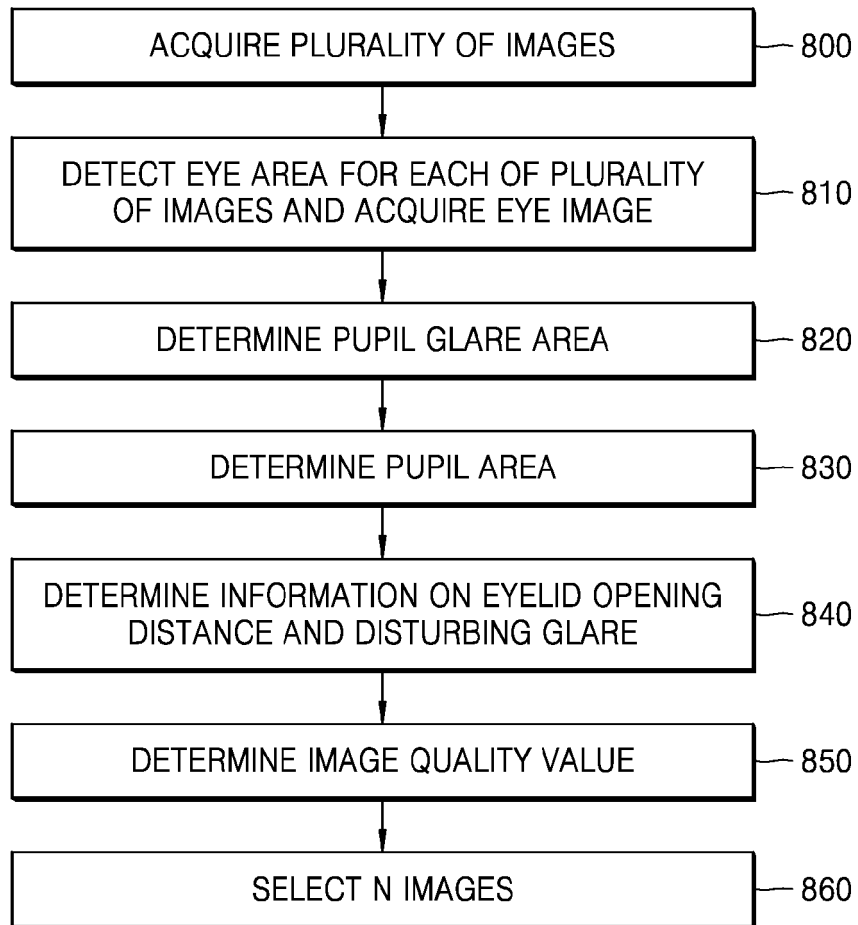 ACQUIRE PLURALITY OF IMAGES
800
DETECT EYE AREA FOR EACH OF PLURALITY
OF IMAGES AND ACQUIRE EYE IMAGE
810
DETERMINE PUPIL GLARE AREA
820
DETERMINE PUPIL AREA
830
DETERMINE INFORMATION ON EYELID OPENING
DISTANCE AND DISTURBING GLARE
840
DETERMINE IMAGE QUALITY VALUE
850
SELECT N IMAGES
860